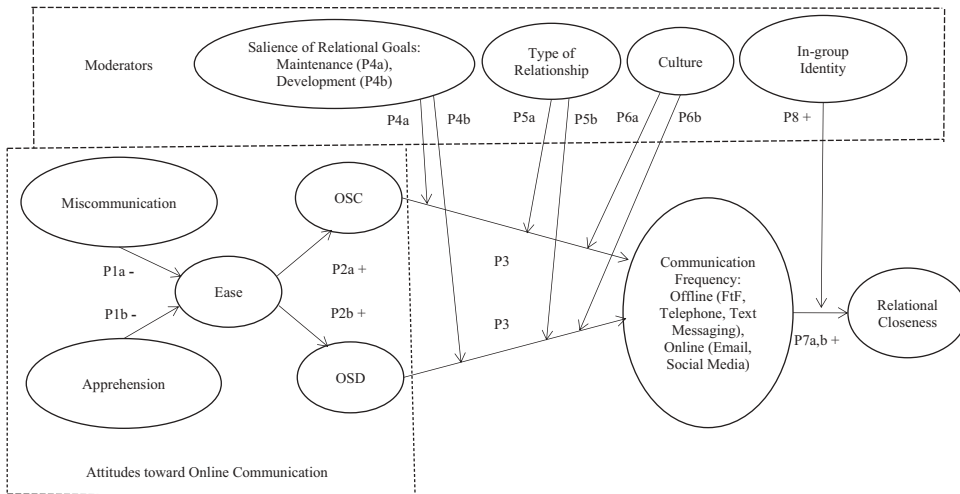 Moderators
Salience of Relational Goals:
Maintenance (P4a),
Development (P4b)
Type of
Relationship
Culture
In-group
Identity
P4a
P4b
P5a
P5b
P6a
P6b
P8 +
Miscommunication
OSC
P1a -
P2a +
Ease
P1b -
P2b +
Apprehension
OSD
P3
P3
Communication
Frequency:
Offline (FtF,
Telephone, Text
Messaging),
Online (Email,
Social Media)
Relational
Closeness
P7a,b +
Attitudes toward Online Communication